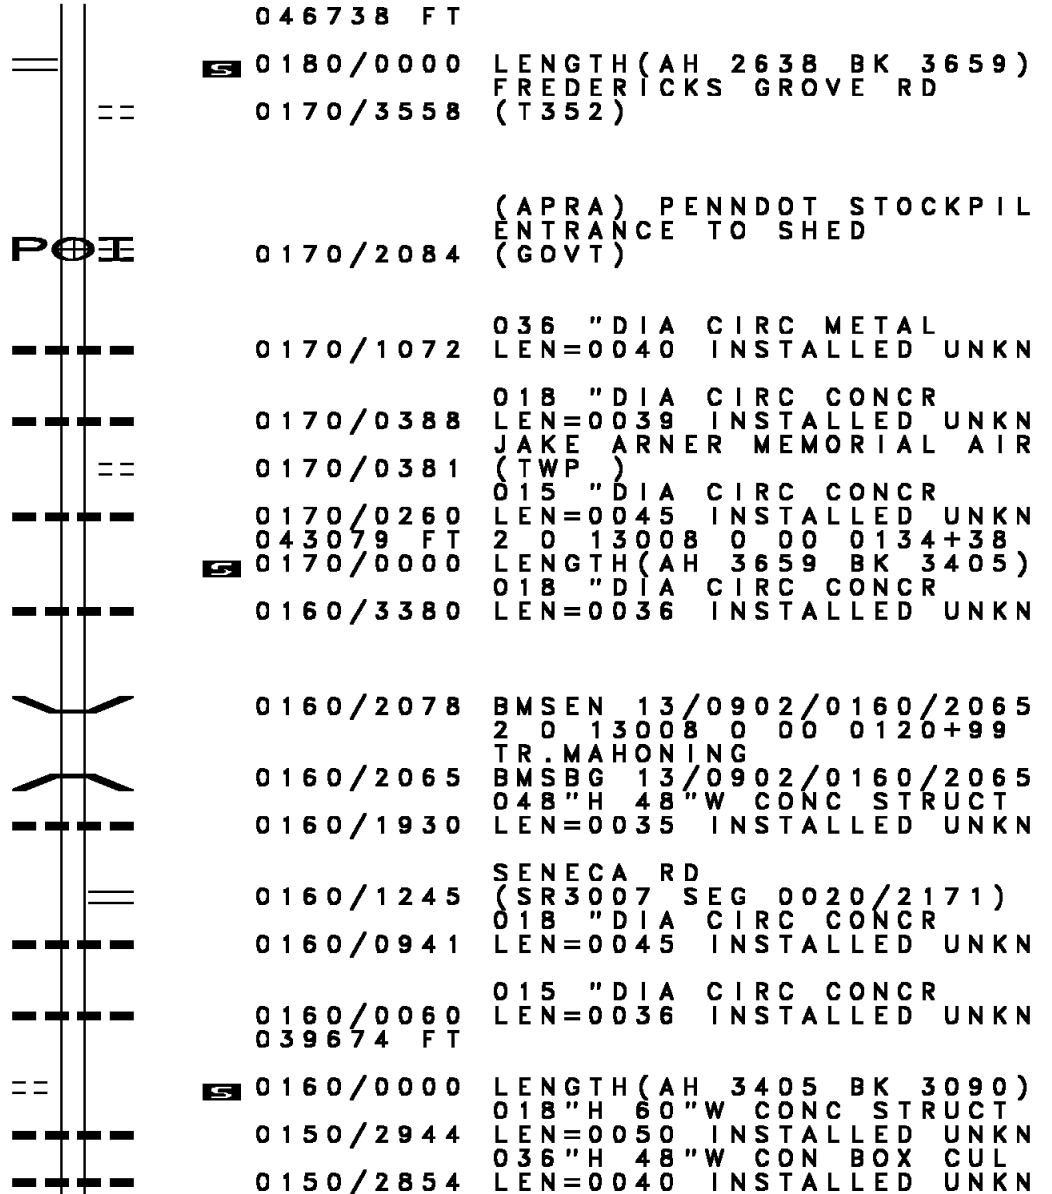 046738 FT
POI
S 0180/0000 LENGTH(AH 2638 BK 3659)
FREDERICKS GROVE RD
0170/3558 (T352)
(APRA) PENNDOT STOCKPIL
ENTRANCE TO SHED
0170/2084 (GOVT)
036 "DIA CIRC METAL
0170/1072 LEN=0040 INSTALLED UNKN
018 "DIA CIRC CONCR
0170/0388 LEN=0039 INSTALLED UNKN
JAKE ARNER MEMORIAL AIR
0170/0381 (TWP )
015 "DIA CIRC CONCR
0170/0260 LEN=0045 INSTALLED UNKN
043079 FT 2 0 13008 0 00 0134+38
S 0170/0000 LENGTH(AH 3659 BK 3405)
018 "DIA CIRC CONCR
0160/3380 LEN=0036 INSTALLED UNKN
0160/2078 BMSEN 13/0902/0160/2065
2 0 13008 0 00 0120+99
TR.MAHONING
0160/2065 BMSBG 13/0902/0160/2065
048"H 48"W CONC STRUCT
0160/1930 LEN=0035 INSTALLED UNKN
SENECA RD
0160/1245 (SR3007 SEG 0020/2171)
018 "DIA CIRC CONCR
0160/0941 LEN=0045 INSTALLED UNKN
015 "DIA CIRC CONCR
0160/0060 LEN=0036 INSTALLED UNKN
039674 FT
S 0160/0000 LENGTH(AH 3405 BK 3090)
018"H 60"W CONC STRUCT
0150/2944 LEN=0050 INSTALLED UNKN
036"H 48"W CON BOX CUL
0150/2854 LEN=0040 INSTALLED UNKN